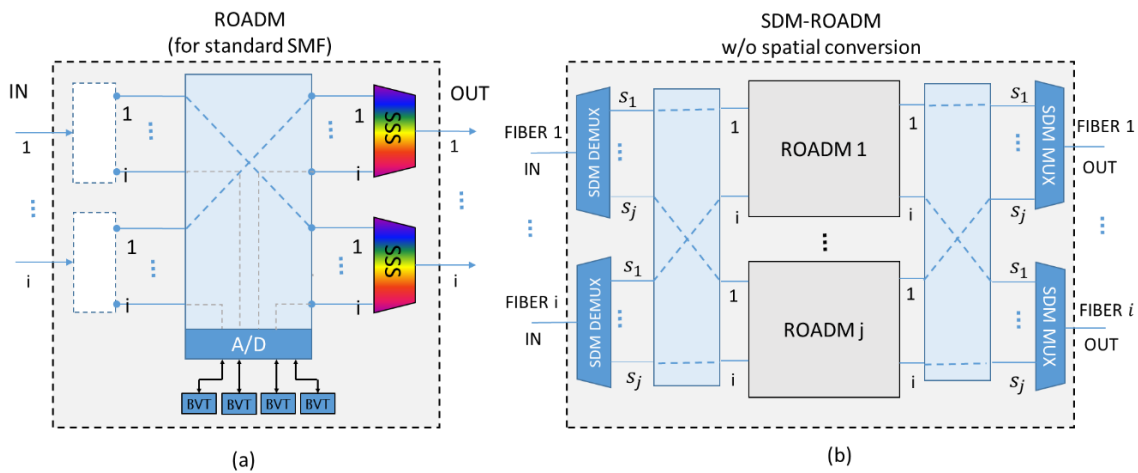 ROADM
(for standard SMF)
IN
OUT
1
i
1
i
1
i
1
i
1
i
1
i
SSS
SSS
1
i
A/D
BVT BVT BVT BVT
(a)
SDM-ROADM
w/o spatial conversion
FIBER 1
IN
FIBER i
IN
SDM DEMUX
SDM DEMUX
s₁
sⱼ
s₁
sⱼ
1
i
1
i
ROADM 1
ROADM j
1
i
1
i
s₁
sⱼ
s₁
sⱼ
SDM MUX
SDM MUX
FIBER 1
OUT
FIBER i
OUT
(b)